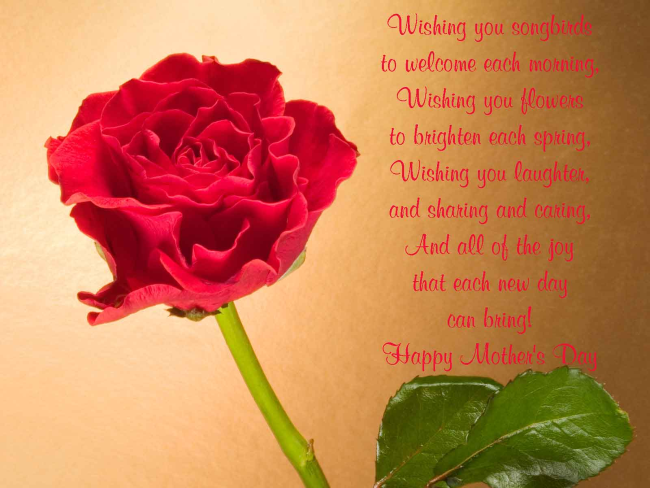 Wishing you songbirds
to welcome each morning,
Wishing you flowers
to brighten each spring,
Wishing you laughter,
and sharing and caring,
And all of the joy
that each new day
can bring!
Happy Mother's Day